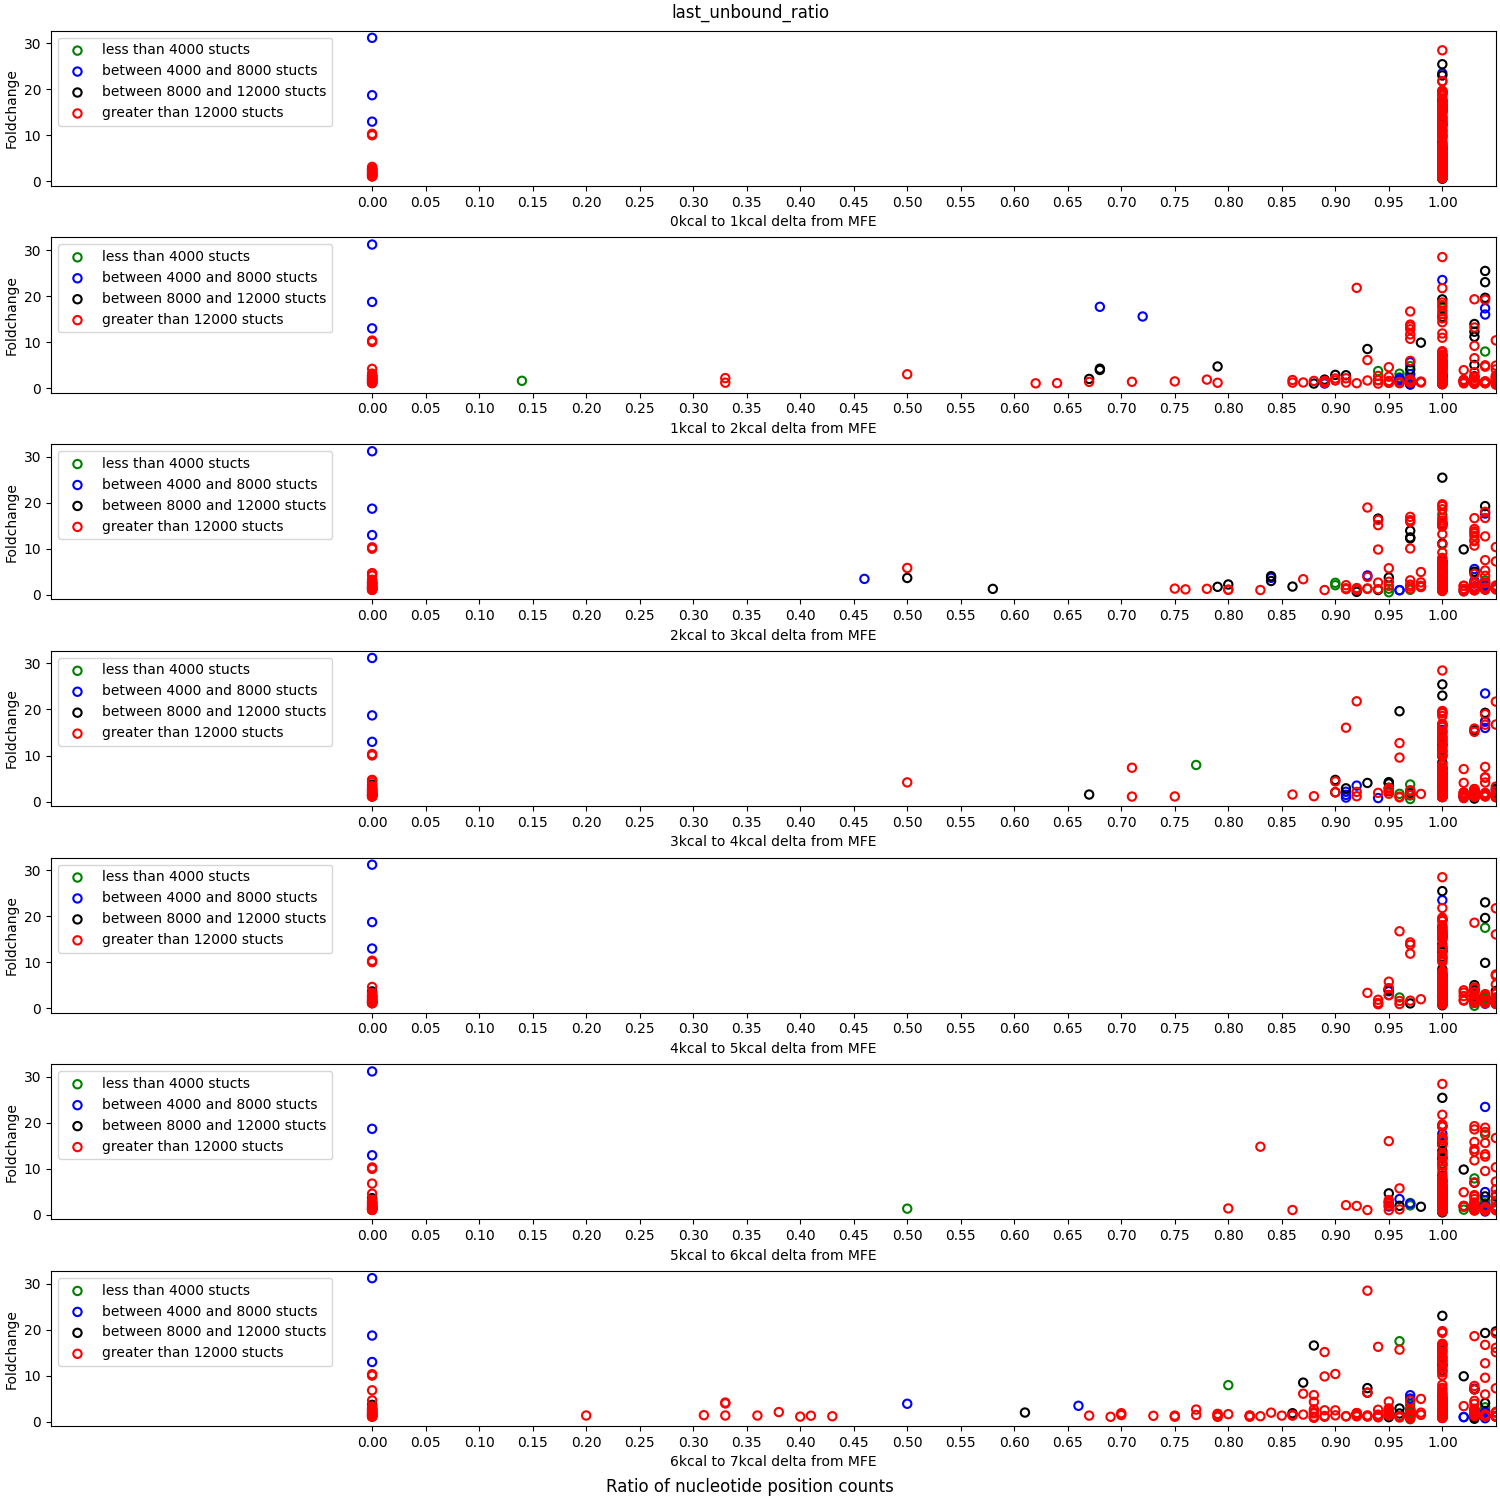 last_unbound_ratio
less than 4000 stucts
between 4000 and 8000 stucts
between 8000 and 12000 stucts
greater than 12000 stucts
Foldchange
30
20
10
0
0.00 0.05 0.10 0.15 0.20 0.25 0.30 0.35 0.40 0.45 0.50 0.55 0.60 0.65 0.70 0.75 0.80 0.85 0.90 0.95 1.00
0kcal to 1kcal delta from MFE
less than 4000 stucts
between 4000 and 8000 stucts
between 8000 and 12000 stucts
greater than 12000 stucts
Foldchange
30
20
10
0
0.00 0.05 0.10 0.15 0.20 0.25 0.30 0.35 0.40 0.45 0.50 0.55 0.60 0.65 0.70 0.75 0.80 0.85 0.90 0.95 1.00
1kcal to 2kcal delta from MFE
less than 4000 stucts
between 4000 and 8000 stucts
between 8000 and 12000 stucts
greater than 12000 stucts
Foldchange
30
20
10
0
0.00 0.05 0.10 0.15 0.20 0.25 0.30 0.35 0.40 0.45 0.50 0.55 0.60 0.65 0.70 0.75 0.80 0.85 0.90 0.95 1.00
2kcal to 3kcal delta from MFE
less than 4000 stucts
between 4000 and 8000 stucts
between 8000 and 12000 stucts
greater than 12000 stucts
Foldchange
30
20
10
0
0.00 0.05 0.10 0.15 0.20 0.25 0.30 0.35 0.40 0.45 0.50 0.55 0.60 0.65 0.70 0.75 0.80 0.85 0.90 0.95 1.00
3kcal to 4kcal delta from MFE
less than 4000 stucts
between 4000 and 8000 stucts
between 8000 and 12000 stucts
greater than 12000 stucts
Foldchange
30
20
10
0
0.00 0.05 0.10 0.15 0.20 0.25 0.30 0.35 0.40 0.45 0.50 0.55 0.60 0.65 0.70 0.75 0.80 0.85 0.90 0.95 1.00
4kcal to 5kcal delta from MFE
less than 4000 stucts
between 4000 and 8000 stucts
between 8000 and 12000 stucts
greater than 12000 stucts
Foldchange
30
20
10
0
0.00 0.05 0.10 0.15 0.20 0.25 0.30 0.35 0.40 0.45 0.50 0.55 0.60 0.65 0.70 0.75 0.80 0.85 0.90 0.95 1.00
5kcal to 6kcal delta from MFE
less than 4000 stucts
between 4000 and 8000 stucts
between 8000 and 12000 stucts
greater than 12000 stucts
Foldchange
30
20
10
0
0.00 0.05 0.10 0.15 0.20 0.25 0.30 0.35 0.40 0.45 0.50 0.55 0.60 0.65 0.70 0.75 0.80 0.85 0.90 0.95 1.00
6kcal to 7kcal delta from MFE
Ratio of nucleotide position counts